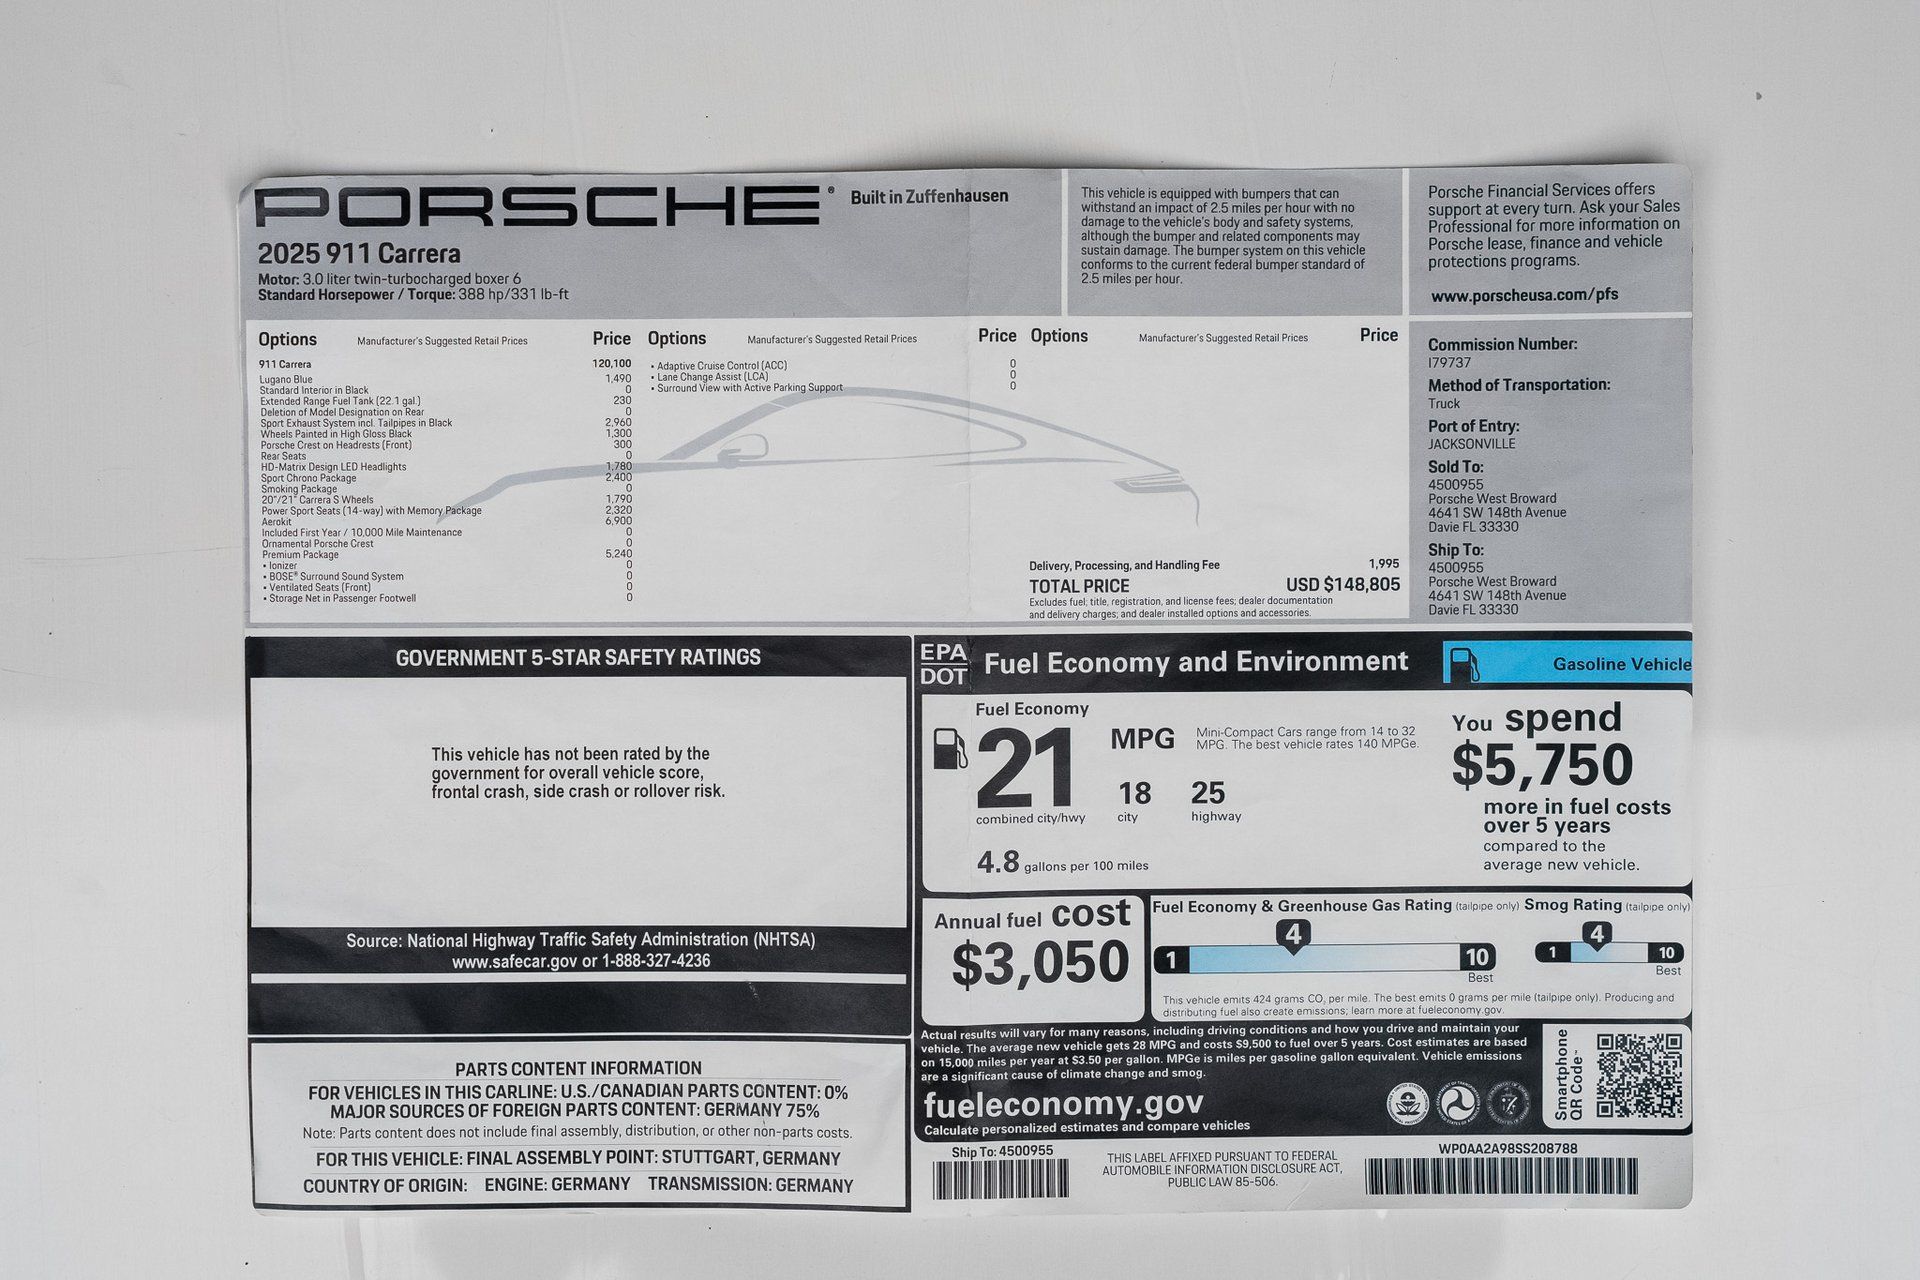 PORSCHE®
Built in Zuffenhausen
2025 911 Carrera
Motor: 3.0 liter twin-turbocharged boxer 6
Standard Horsepower / Torque: 388 hp/331 lb-ft
This vehicle is equipped with bumpers that can
withstand an impact of 2.5 miles per hour with no
damage to the vehicle's body and safety systems,
although the bumper and related components may
sustain damage. The bumper system on this vehicle
conforms to the current federal bumper standard of
2.5 miles per hour.
Porsche Financial Services offers
support at every turn. Ask your Sales
Professional for more information on
Porsche lease, finance and vehicle
protections programs.
www.porscheusa.com/pfs
Options Manufacturer's Suggested Retail Prices Price
911 Carrera 120,100
Lugano Blue 1,490
Standard Interior in Black 0
Extended Range Fuel Tank (22.1 gal.) 230
Deletion of Model Designation on Rear 0
Sport Exhaust System incl. Tailpipes in Black 2,960
Wheels Painted in High Gloss Black 1,300
Porsche Crest on Headrests (Front) 300
Rear Seats 0
HD-Matrix Design LED Headlights 1,780
Sport Chrono Package 2,400
Smoking Package 0
20"/21" Carrera S Wheels 1,790
Power Sport Seats (14-way) with Memory Package 2,320
Aerokit 6,900
Included First Year / 10,000 Mile Maintenance 0
Ornamental Porsche Crest 0
Premium Package 5,240
• Ionizer 0
• BOSE® Surround Sound System 0
• Ventilated Seats (Front) 0
• Storage Net in Passenger Footwell 0
Options Manufacturer's Suggested Retail Prices Price
• Adaptive Cruise Control (ACC) 0
• Lane Change Assist (LCA) 0
• Surround View with Active Parking Support 0
Options Manufacturer's Suggested Retail Prices Price
Delivery, Processing, and Handling Fee 1,995
TOTAL PRICE USD $148,805
Excludes fuel; title, registration, and license fees; dealer documentation
and delivery charges; and dealer installed options and accessories.
Commission Number:
I79737
Method of Transportation:
Truck
Port of Entry:
JACKSONVILLE
Sold To:
4500955
Porsche West Broward
4641 SW 148th Avenue
Davie FL 33330
Ship To:
4500955
Porsche West Broward
4641 SW 148th Avenue
Davie FL 33330
GOVERNMENT 5-STAR SAFETY RATINGS
This vehicle has not been rated by the
government for overall vehicle score,
frontal crash, side crash or rollover risk.
Source: National Highway Traffic Safety Administration (NHTSA)
www.safecar.gov or 1-888-327-4236
PARTS CONTENT INFORMATION
FOR VEHICLES IN THIS CARLINE: U.S./CANADIAN PARTS CONTENT: 0%
MAJOR SOURCES OF FOREIGN PARTS CONTENT: GERMANY 75%
Note: Parts content does not include final assembly, distribution, or other non-parts costs.
FOR THIS VEHICLE: FINAL ASSEMBLY POINT: STUTTGART, GERMANY
COUNTRY OF ORIGIN: ENGINE: GERMANY TRANSMISSION: GERMANY
EPA
DOT
Fuel Economy and Environment
Gasoline Vehicle
Fuel Economy
21 MPG
combined city/hwy
18
city
25
highway
4.8 gallons per 100 miles
Mini-Compact Cars range from 14 to 32
MPG. The best vehicle rates 140 MPGe.
You spend
$5,750
more in fuel costs
over 5 years
compared to the
average new vehicle.
Annual fuel cost
$3,050
Fuel Economy & Greenhouse Gas Rating (tailpipe only)
4
1 10
Best
Smog Rating (tailpipe only)
4
1 10
Best
This vehicle emits 424 grams CO2 per mile. The best emits 0 grams per mile (tailpipe only). Producing and
distributing fuel also create emissions; learn more at fueleconomy.gov.
Actual results will vary for many reasons, including driving conditions and how you drive and maintain your
vehicle. The average new vehicle gets 28 MPG and costs $9,500 to fuel over 5 years. Cost estimates are based
on 15,000 miles per year at $3.50 per gallon. MPGe is miles per gasoline gallon equivalent. Vehicle emissions
are a significant cause of climate change and smog.
fueleconomy.gov
Calculate personalized estimates and compare vehicles
Smartphone
QR Code™
Ship To: 4500955
THIS LABEL AFFIXED PURSUANT TO FEDERAL
AUTOMOBILE INFORMATION DISCLOSURE ACT,
PUBLIC LAW 85-506.
WP0AA2A98SS208788